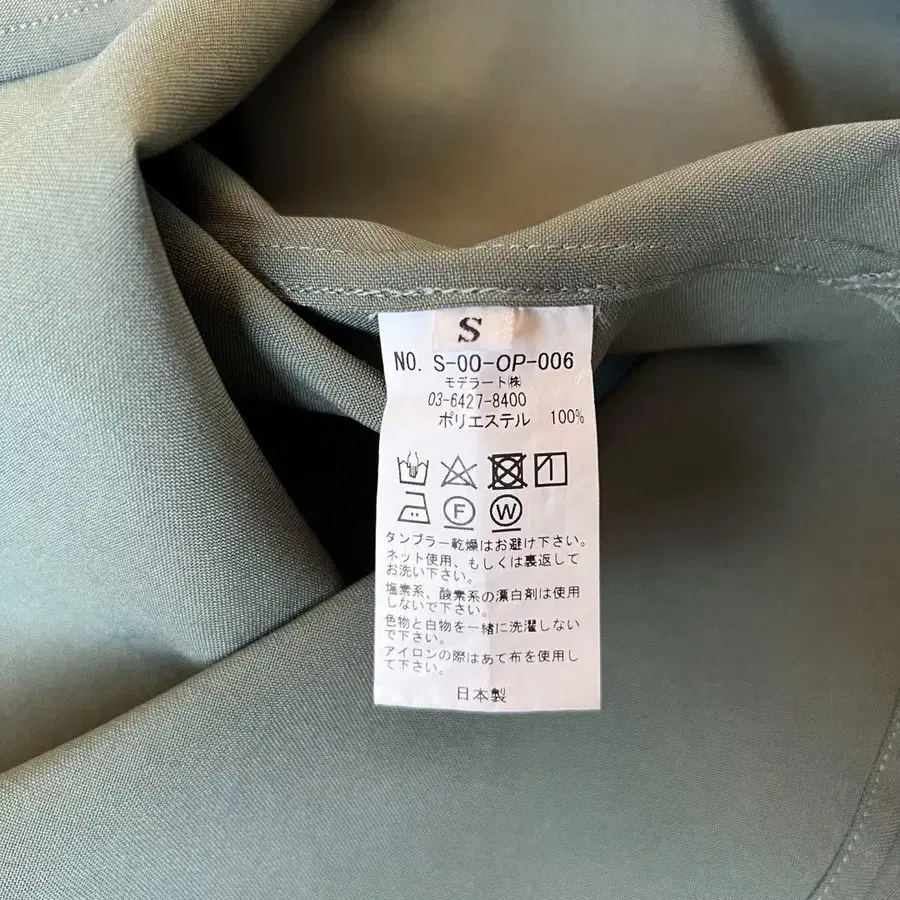 S
NO. S-00-OP-006
モデラート㈱
03-6427-8400
ポリエステル 100%
F W
タンブラー乾燥はお避け下さい。
ネット使用、もしくは裏返して
お洗い下さい。
塩素系、酸素系の漂白剤は使用
しないで下さい。
色物と白物を一緒に洗濯しない
で下さい。
アイロンの際はあて布を使用し
て下さい。
日本製